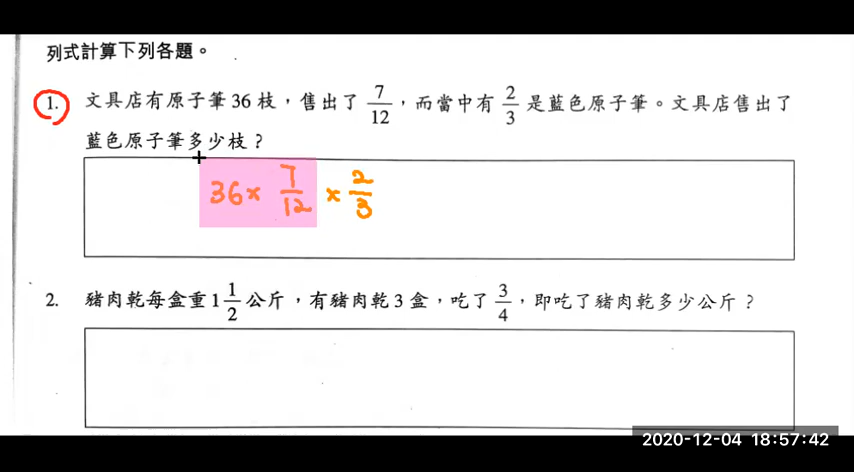 列式計算下列各題。
1. 文具店有原子筆 36 枝，售出了 7/12，而當中有 2/3 是藍色原子筆。文具店售出了
藍色原子筆多少枝？
36 × 7/12 × 2/3
2. 豬肉乾每盒重 1 1/2 公斤，有豬肉乾 3 盒，吃了 3/4，即吃了豬肉乾多少公斤？
2020-12-04 18:57:42